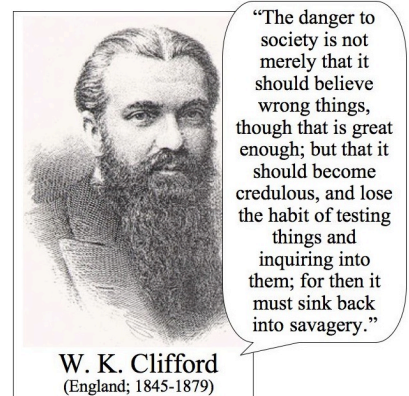 “The danger to
society is not
merely that it
should believe
wrong things,
though that is great
enough; but that it
should become
credulous, and lose
the habit of testing
things and
inquiring into
them; for then it
must sink back
into savagery.”
W. K. Clifford
(England; 1845-1879)